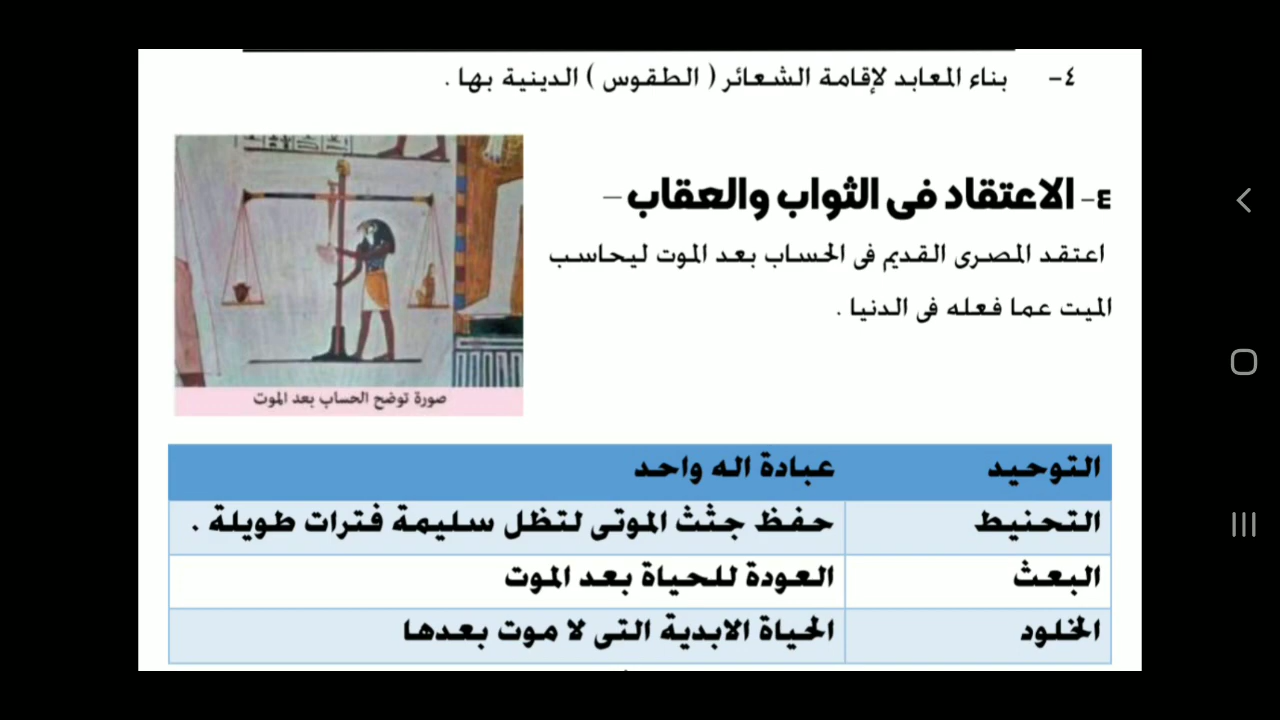 ٤- بناء المعابد لإقامة الشعائر ( الطقوس ) الدينية بها .
٤- الاعتقاد فى الثواب والعقاب –
اعتقد المصرى القديم فى الحساب بعد الموت ليحاسب
الميت عما فعله فى الدنيا .
صورة توضح الحساب بعد الموت
التوحيد عبادة اله واحد
التحنيط حفظ جثث الموتى لتظل سليمة فترات طويلة .
البعث العودة للحياة بعد الموت
الخلود الحياة الابدية التى لا موت بعدها